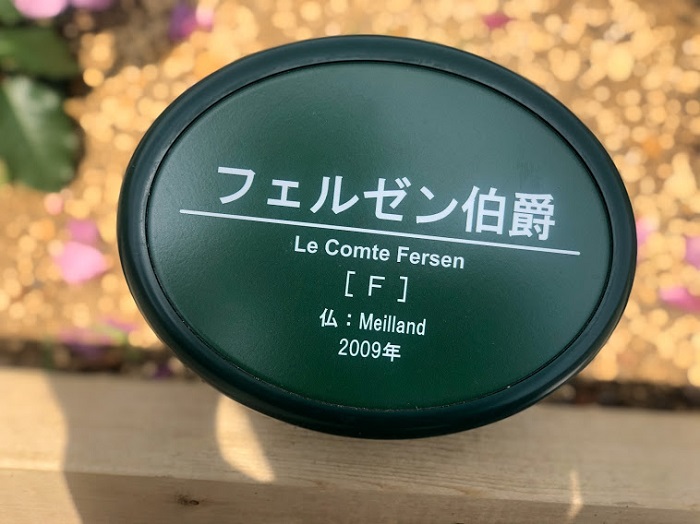 フェルゼン伯爵
Le Comte Fersen
[ F ]
仏：Meilland
2009年